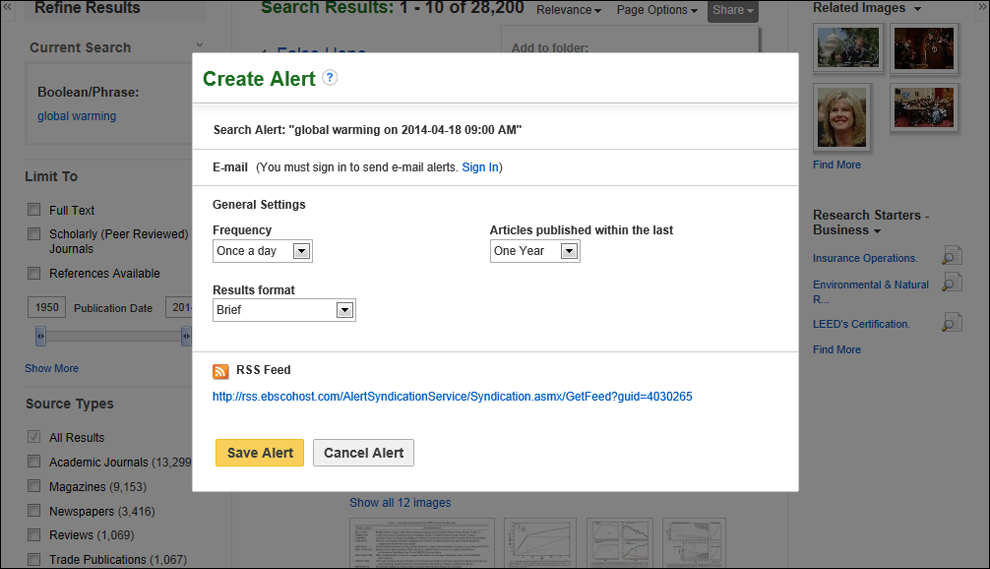 Refine Results
Search Results: 1 - 10 of 28,200
Relevance
Page Options
Share
Related Images
Current Search
1. False Hope
Add to folder:
Boolean/Phrase:
global warming
Limit To
Full Text
Scholarly (Peer Reviewed)
Journals
References Available
1950 Publication Date 201
Show More
Source Types
All Results
Academic Journals (13,299
Magazines (9,153)
Newspapers (3,416)
Reviews (1,069)
Trade Publications (1,067)
Create Alert ?
Search Alert: "global warming on 2014-04-18 09:00 AM"
E-mail (You must sign in to send e-mail alerts. Sign In)
General Settings
Frequency
Once a day
Articles published within the last
One Year
Results format
Brief
RSS Feed
http://rss.ebscohost.com/AlertSyndicationService/Syndication.asmx/GetFeed?guid=4030265
Save Alert
Cancel Alert
Show all 12 images
Find More
Research Starters -
Business
Insurance Operations.
Environmental & Natural
R...
LEED's Certification.
Find More